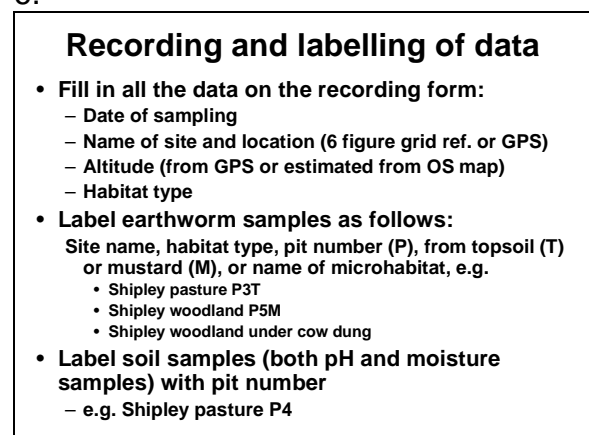 Recording and labelling of data
• Fill in all the data on the recording form:
– Date of sampling
– Name of site and location (6 figure grid ref. or GPS)
– Altitude (from GPS or estimated from OS map)
– Habitat type
• Label earthworm samples as follows:
Site name, habitat type, pit number (P), from topsoil (T)
or mustard (M), or name of microhabitat, e.g.
• Shipley pasture P3T
• Shipley woodland P5M
• Shipley woodland under cow dung
• Label soil samples (both pH and moisture
samples) with pit number
– e.g. Shipley pasture P4